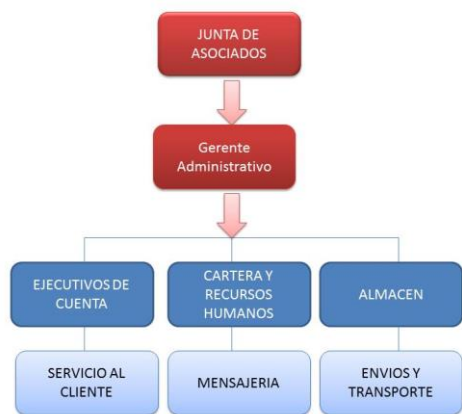 JUNTA DE
ASOCIADOS
Gerente
Administrativo
EJECUTIVOS DE
CUENTA
CARTERA Y
RECURSOS
HUMANOS
ALMACEN
SERVICIO AL
CLIENTE
MENSAJERIA
ENVIOS Y
TRANSPORTE